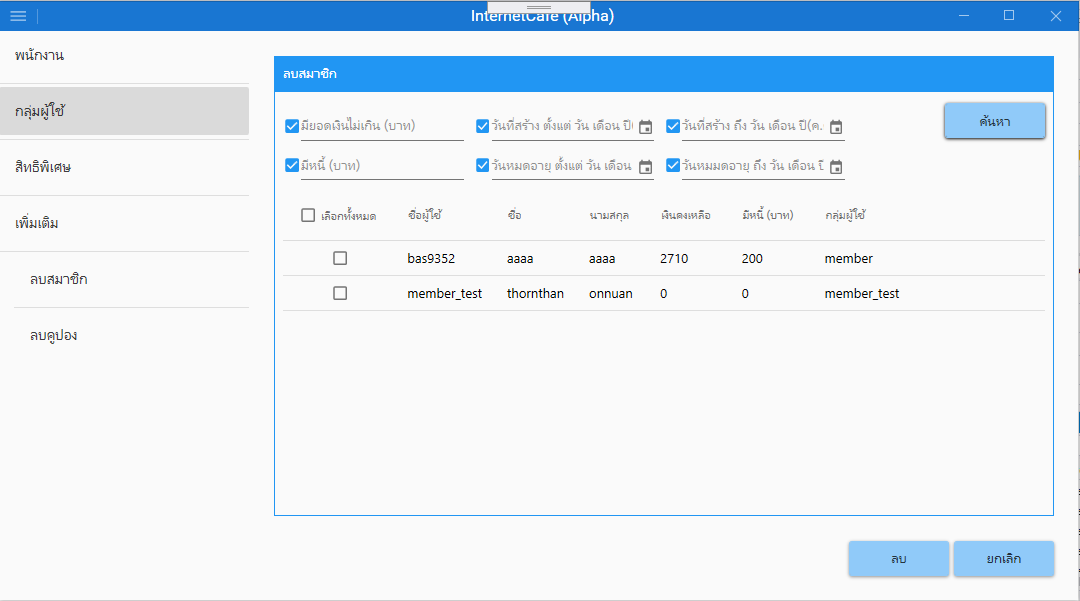 InternetCafe (Alpha)
พนักงาน
กลุ่มผู้ใช้
สิทธิพิเศษ
เพิ่มเติม
ลบสมาชิก
ลบคูปอง
ลบสมาชิก
มียอดเงินไม่เกิน (บาท) วันที่สร้าง ตั้งแต่ วัน เดือน ปี( วันที่สร้าง ถึง วัน เดือน ปี(ค. ค้นหา
มีหนี้ (บาท) วันหมดอายุ ตั้งแต่ วัน เดือน วันหมมดอายุ ถึง วัน เดือน ปี
เลือกทั้งหมด ชื่อผู้ใช้ ชื่อ นามสกุล เงินคงเหลือ มีหนี้ (บาท) กลุ่มผู้ใช้
bas9352 aaaa aaaa 2710 200 member
member_test thornthan onnuan 0 0 member_test
ลบ ยกเลิก